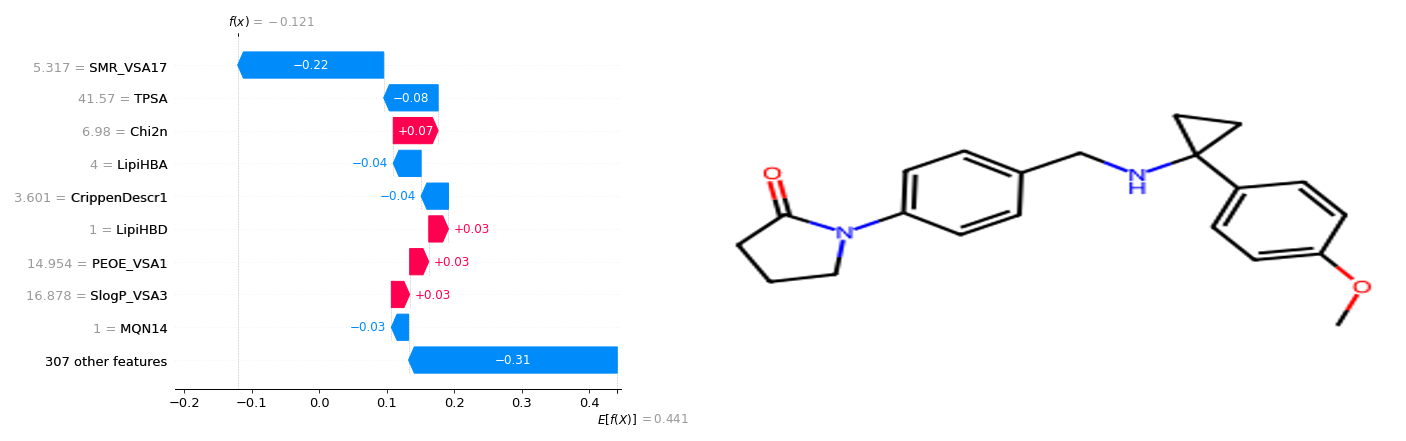 f(x) = −0.121
5.317 = SMR_VSA17
−0.22
41.57 = TPSA
−0.08
6.98 = Chi2n
+0.07
4 = LipiHBA
−0.04
3.601 = CrippenDescr1
−0.04
1 = LipiHBD
+0.03
14.954 = PEOE_VSA1
+0.03
16.878 = SlogP_VSA3
+0.03
1 = MQN14
−0.03
307 other features
−0.31
−0.2 −0.1 0.0 0.1 0.2 0.3 0.4
E[f(X)] = 0.441
O
N
N
H
O